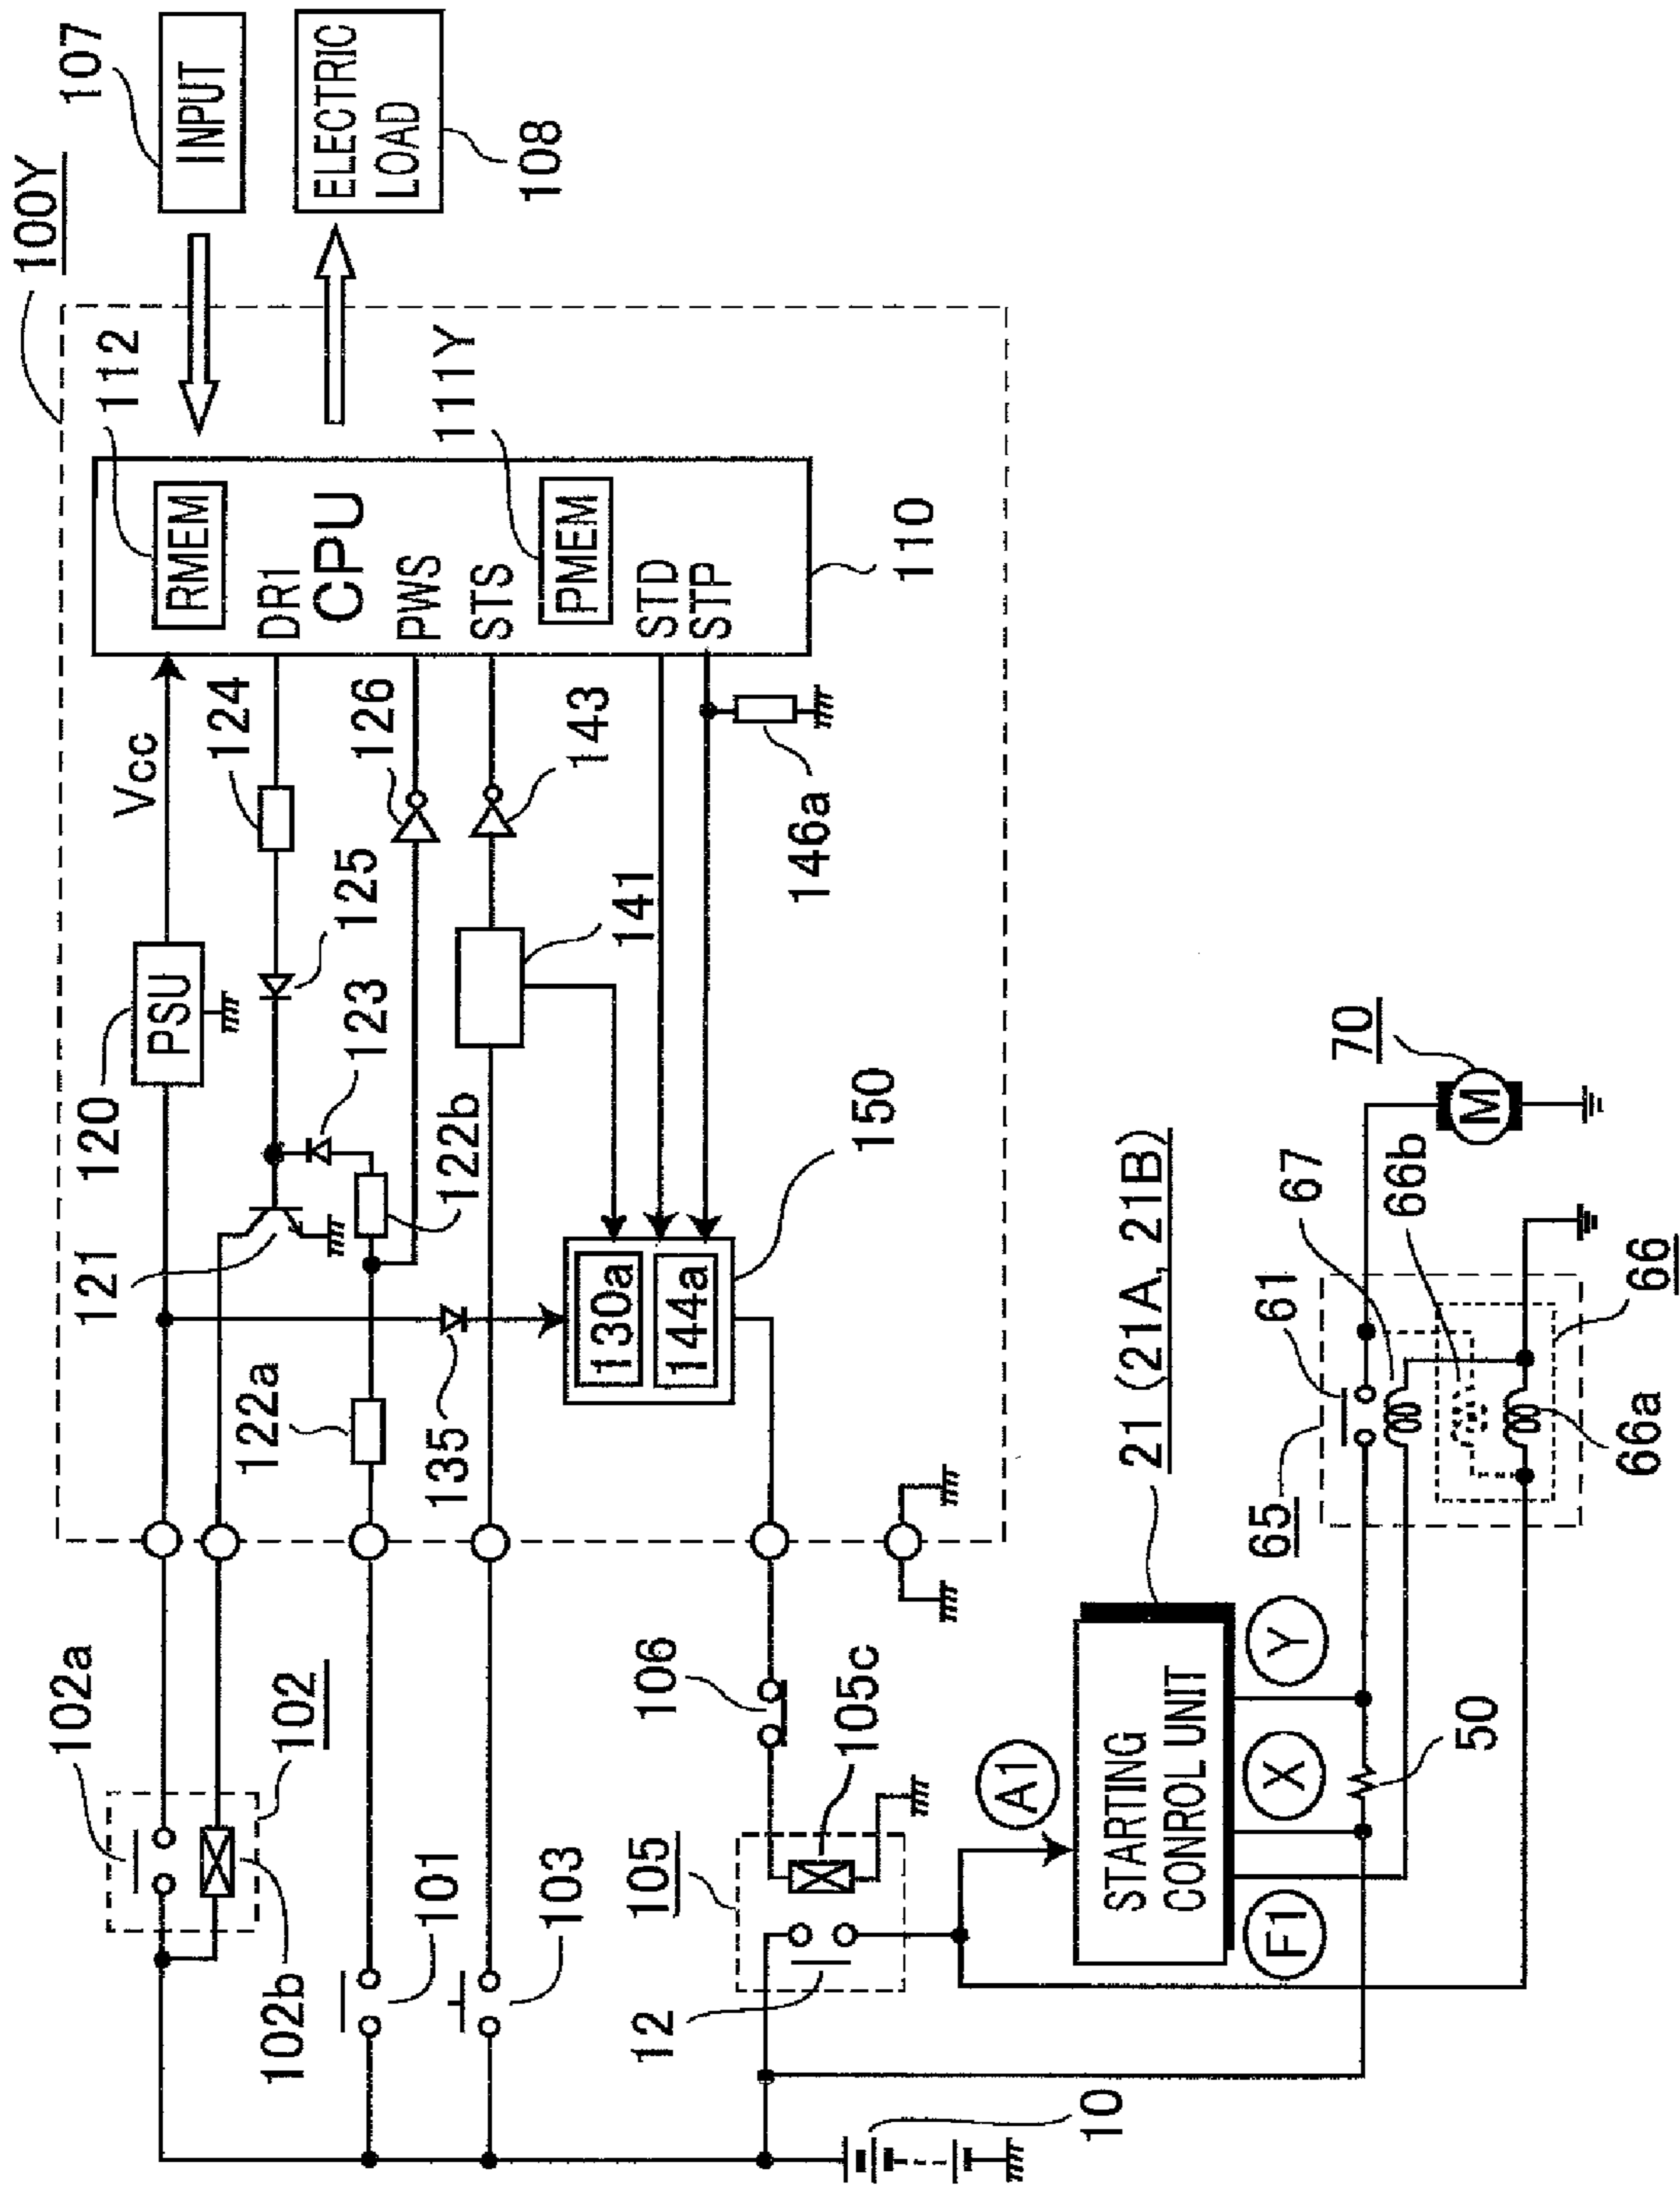 100Y
107
INPUT
ELECTRIC
LOAD
108
112
RMEM
DR1
CPU
PWS
STS
111Y
PMEM
STD
STP
110
Vcc
124
126
143
146a
125
141
120
PSU
123
122b
150
121
130a
144a
122a
135
102a
102
102b
101
103
106
105c
105
12
10
A1
STARTING
CONROL UNIT
21 (21A, 21B)
F1
X
Y
50
65
61
67
66b
66
66a
70
M